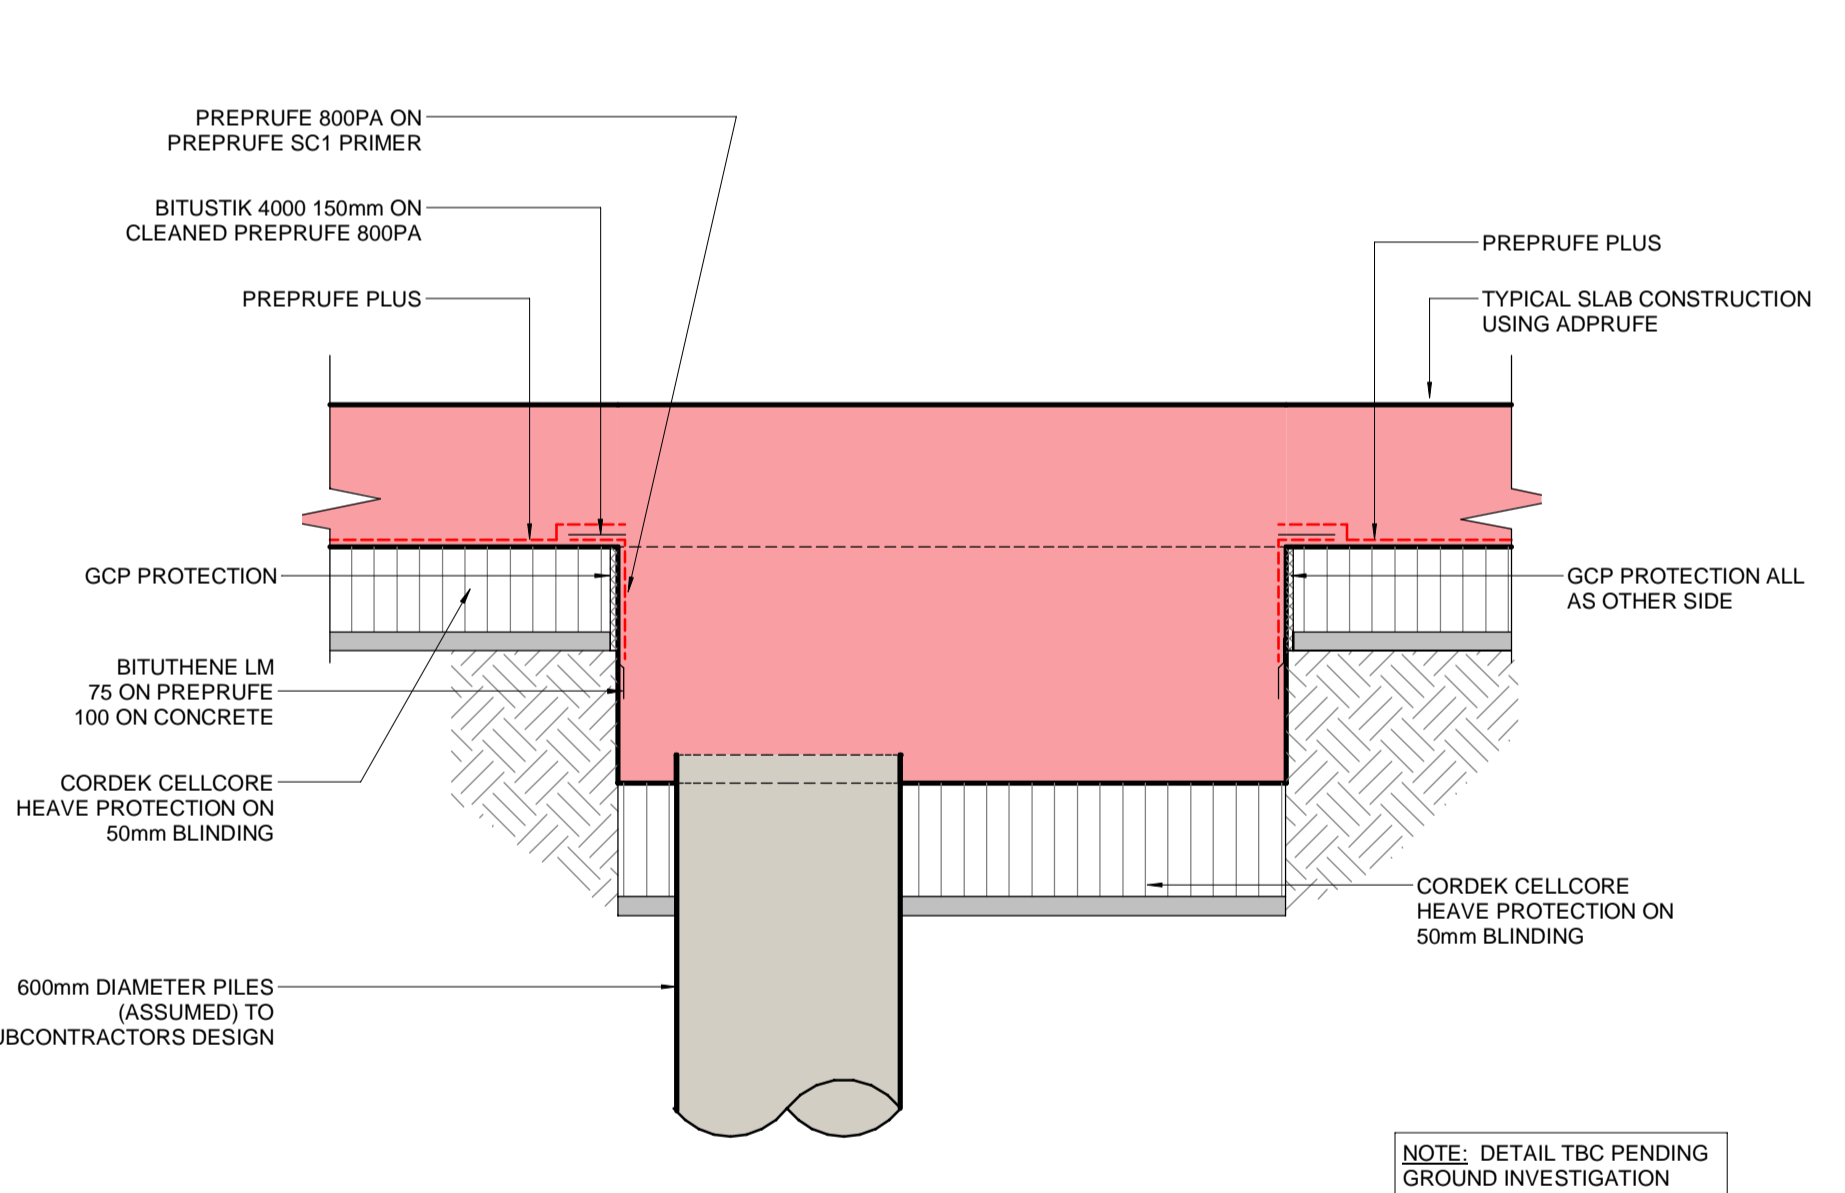 PREPRUFE 800PA ON
PREPRUFE SC1 PRIMER
BITUSTIK 4000 150mm ON
CLEANED PREPRUFE 800PA
PREPRUFE PLUS
PREPRUFE PLUS
TYPICAL SLAB CONSTRUCTION
USING ADPRUFE
GCP PROTECTION
GCP PROTECTION ALL
AS OTHER SIDE
BITUTHENE LM
75 ON PREPRUFE
100 ON CONCRETE
CORDEK CELLCORE
HEAVE PROTECTION ON
50mm BLINDING
CORDEK CELLCORE
HEAVE PROTECTION ON
50mm BLINDING
600mm DIAMETER PILES
(ASSUMED) TO
UBCONTRACTORS DESIGN
NOTE: DETAIL TBC PENDING
GROUND INVESTIGATION